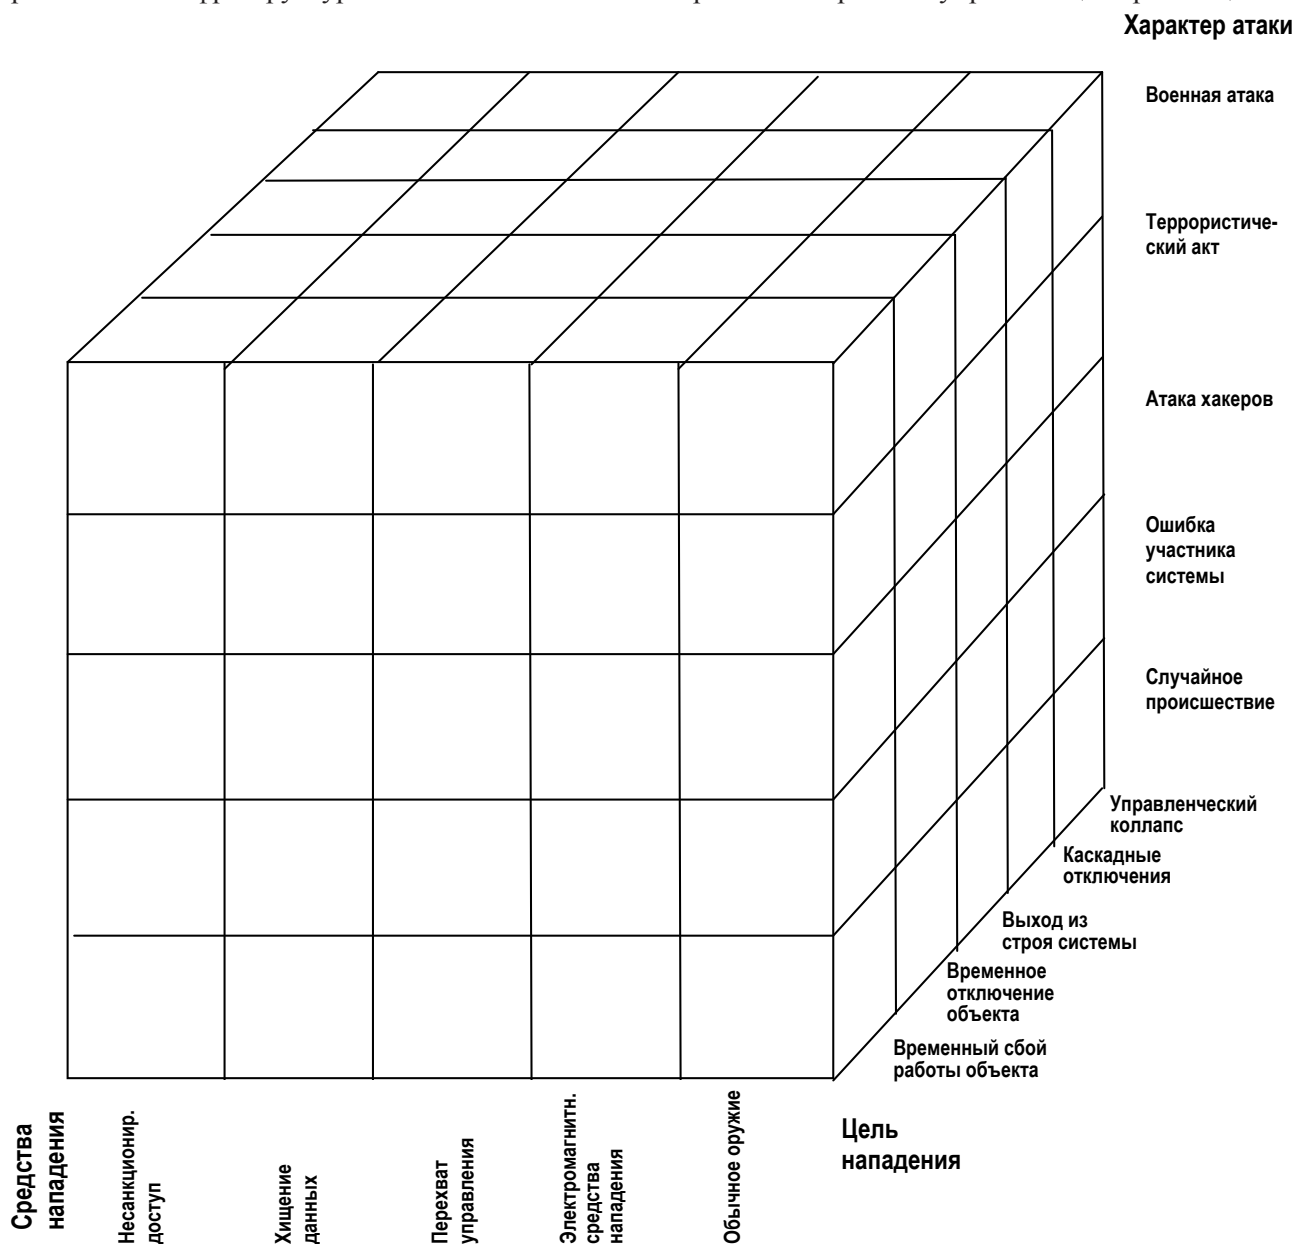 Характер атаки
Военная атака
Террористиче-
ский акт
Атака хакеров
Ошибка
участника
системы
Случайное
происшествие
Управленческий
коллапс
Каскадные
отключения
Выход из
строя системы
Временное
отключение
объекта
Временный сбой
работы объекта
Цель
нападения
Средства
нападения
Несанкционир.
доступ
Хищение
данных
Перехват
управления
Электромагнитн.
средства
нападения
Обычное оружие